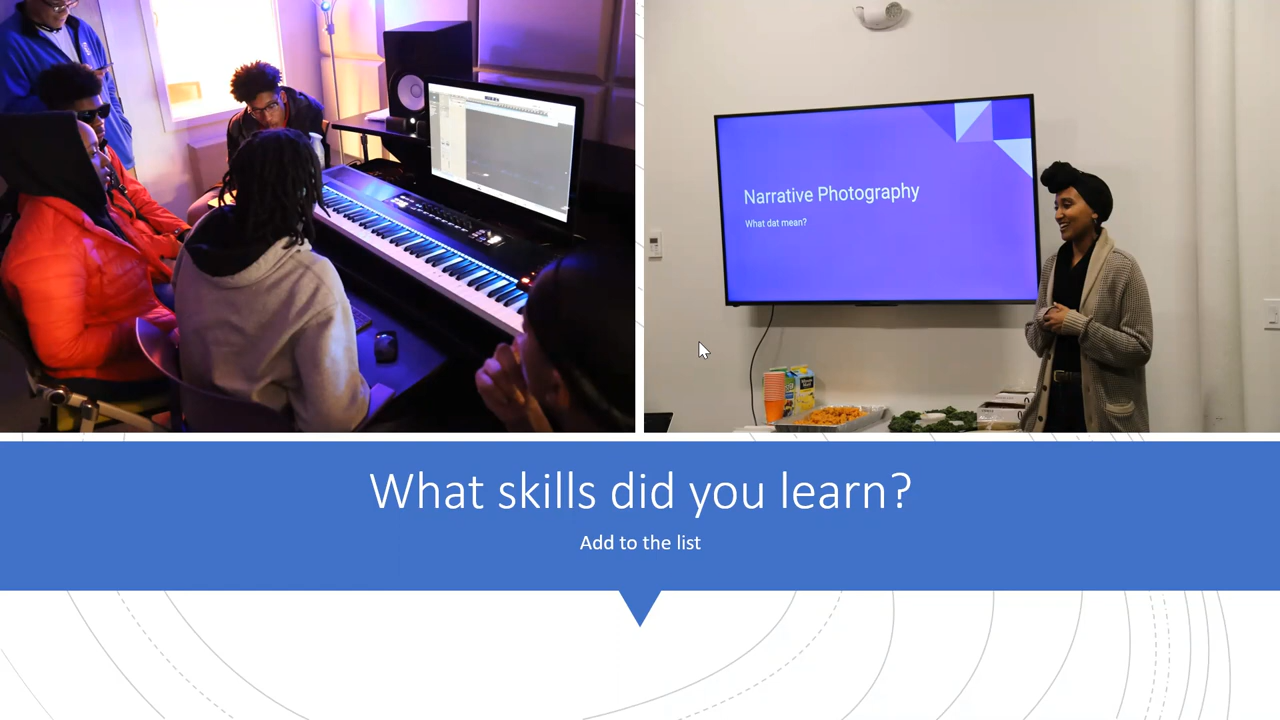 Narrative Photography
What dat mean?
What skills did you learn?
Add to the list